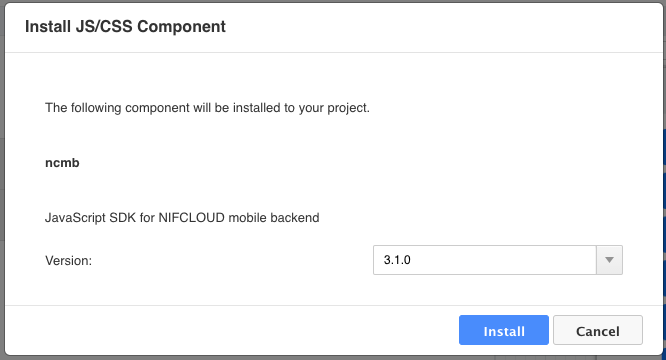 Install JS/CSS Component
The following component will be installed to your project.
ncmb
JavaScript SDK for NIFCLOUD mobile backend
Version:
3.1.0
Install
Cancel